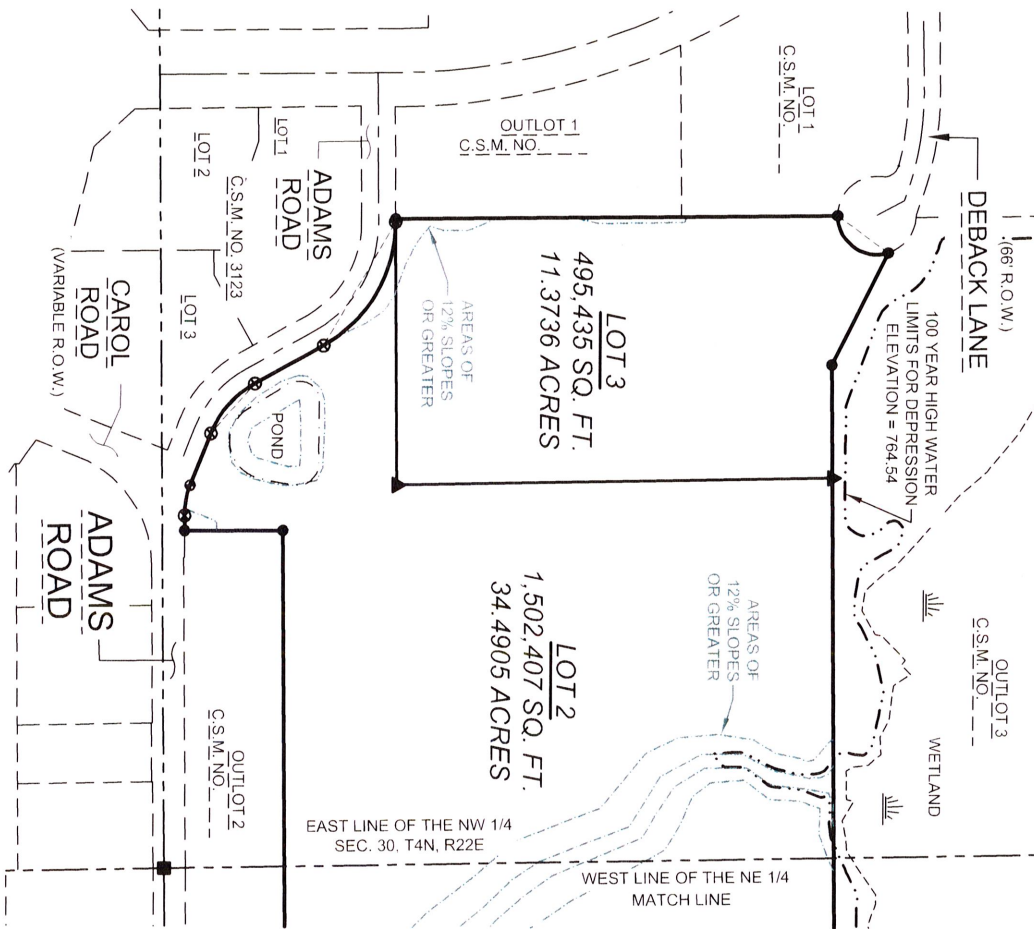 DEBACK LANE
(66' R.O.W.)
LOT 1
C.S.M. NO.
OUTLOT 1
C.S.M. NO.
100 YEAR HIGH WATER
LIMITS FOR DEPRESSION
ELEVATION = 764.54
OUTLOT 3
C.S.M. NO.
WETLAND
LOT 3
495,435 SQ. FT.
11.3736 ACRES
AREAS OF
12% SLOPES
OR GREATER
ADAMS
ROAD
LOT 1
LOT 2
C.S.M. NO. 3123
LOT 3
CAROL
ROAD
(VARIABLE R.O.W.)
POND
LOT 2
1,502,407 SQ. FT.
34.4905 ACRES
AREAS OF
12% SLOPES
OR GREATER
ADAMS
ROAD
OUTLOT 2
C.S.M. NO.
EAST LINE OF THE NW 1/4
SEC. 30, T4N, R22E
WEST LINE OF THE NE 1/4
MATCH LINE